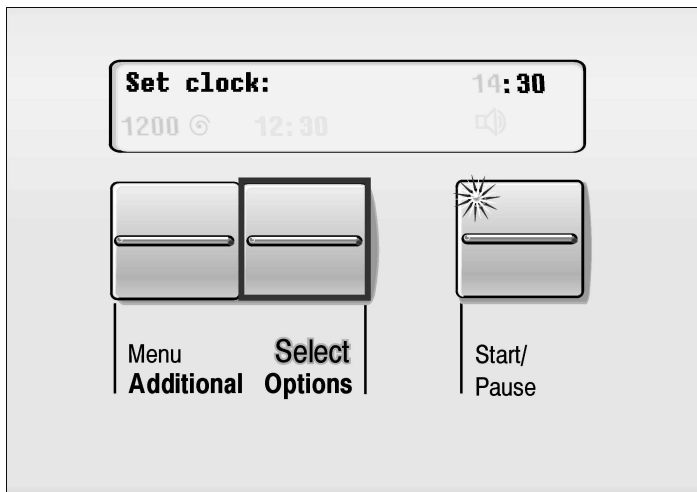 Set clock: 14:30
1200 12:30
Menu Select
Additional Options
Start/
Pause